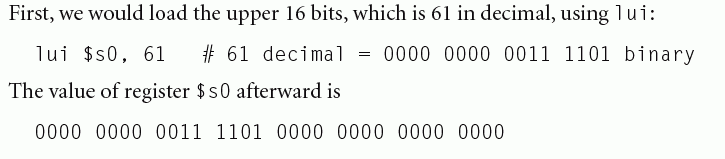 First, we would load the upper 16 bits, which is 61 in decimal, using lui:
lui $s0, 61 # 61 decimal = 0000 0000 0011 1101 binary
The value of register $s0 afterward is
0000 0000 0011 1101 0000 0000 0000 0000